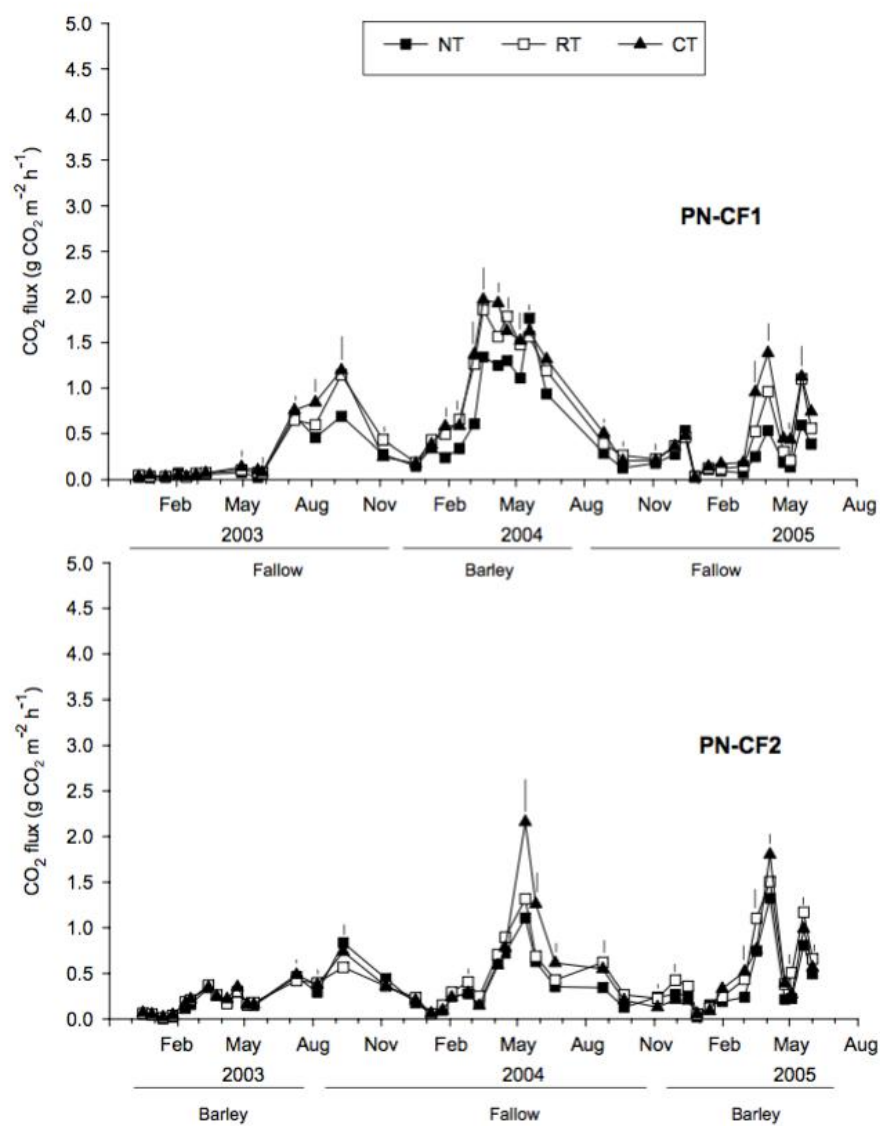 5.0
4.5
4.0
3.5
3.0
2.5
2.0
1.5
1.0
0.5
0.0
CO₂ flux (g CO₂ m⁻² h⁻¹)
NT RT CT
PN-CF1
Feb May Aug Nov Feb May Aug Nov Feb May Aug
2003 2004 2005
Fallow Barley Fallow
5.0
4.5
4.0
3.5
3.0
2.5
2.0
1.5
1.0
0.5
0.0
CO₂ flux (g CO₂ m⁻² h⁻¹)
PN-CF2
Feb May Aug Nov Feb May Aug Nov Feb May Aug
2003 2004 2005
Barley Fallow Barley